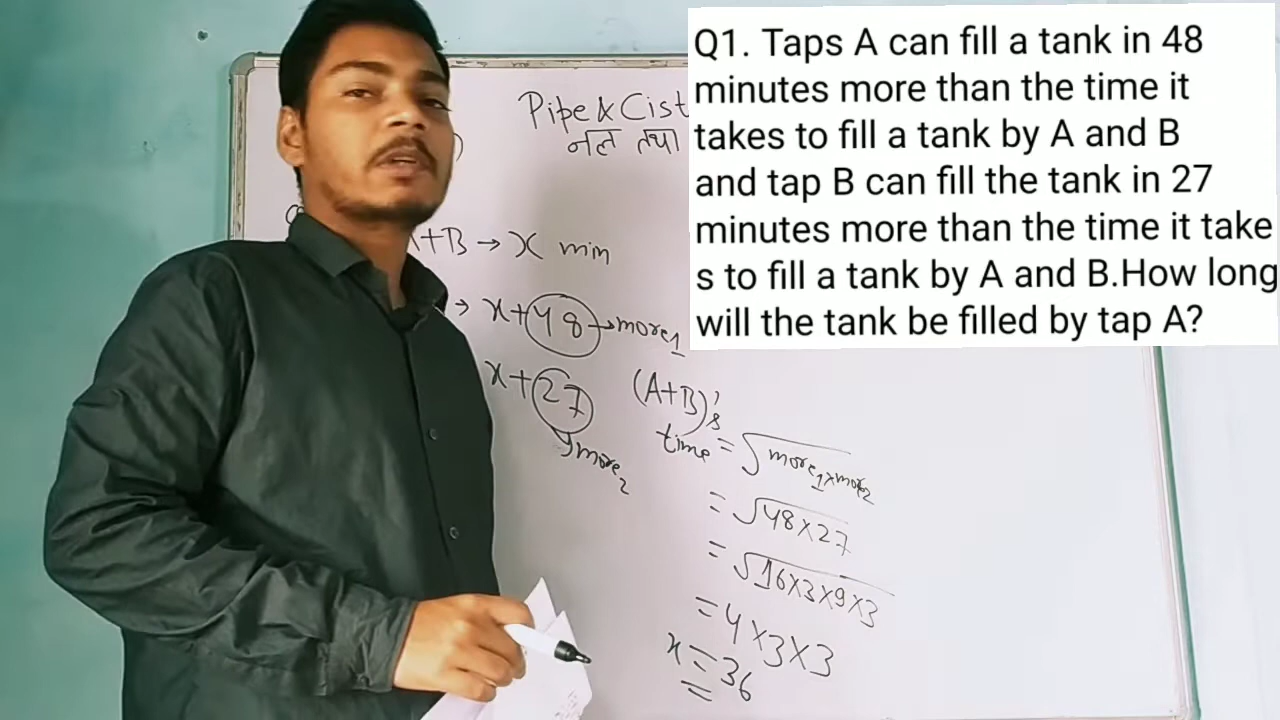 Q1. Taps A can fill a tank in 48
minutes more than the time it
takes to fill a tank by A and B
and tap B can fill the tank in 27
minutes more than the time it take
s to fill a tank by A and B.How long
will the tank be filled by tap A?
Pipe & Cist
नल तथा
A+B → x min
→ x+48 → more1
x+27
more2
(A+B)'s
time = √more1×more2
= √48×27
= √16×3×9×3
= 4×3×3
x = 36